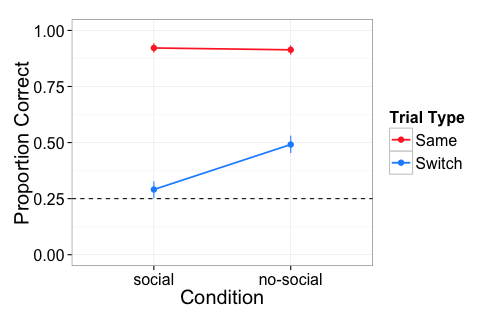 Proportion Correct
1.00
0.75
0.50
0.25
0.00
social
no-social
Condition
Trial Type
Same
Switch